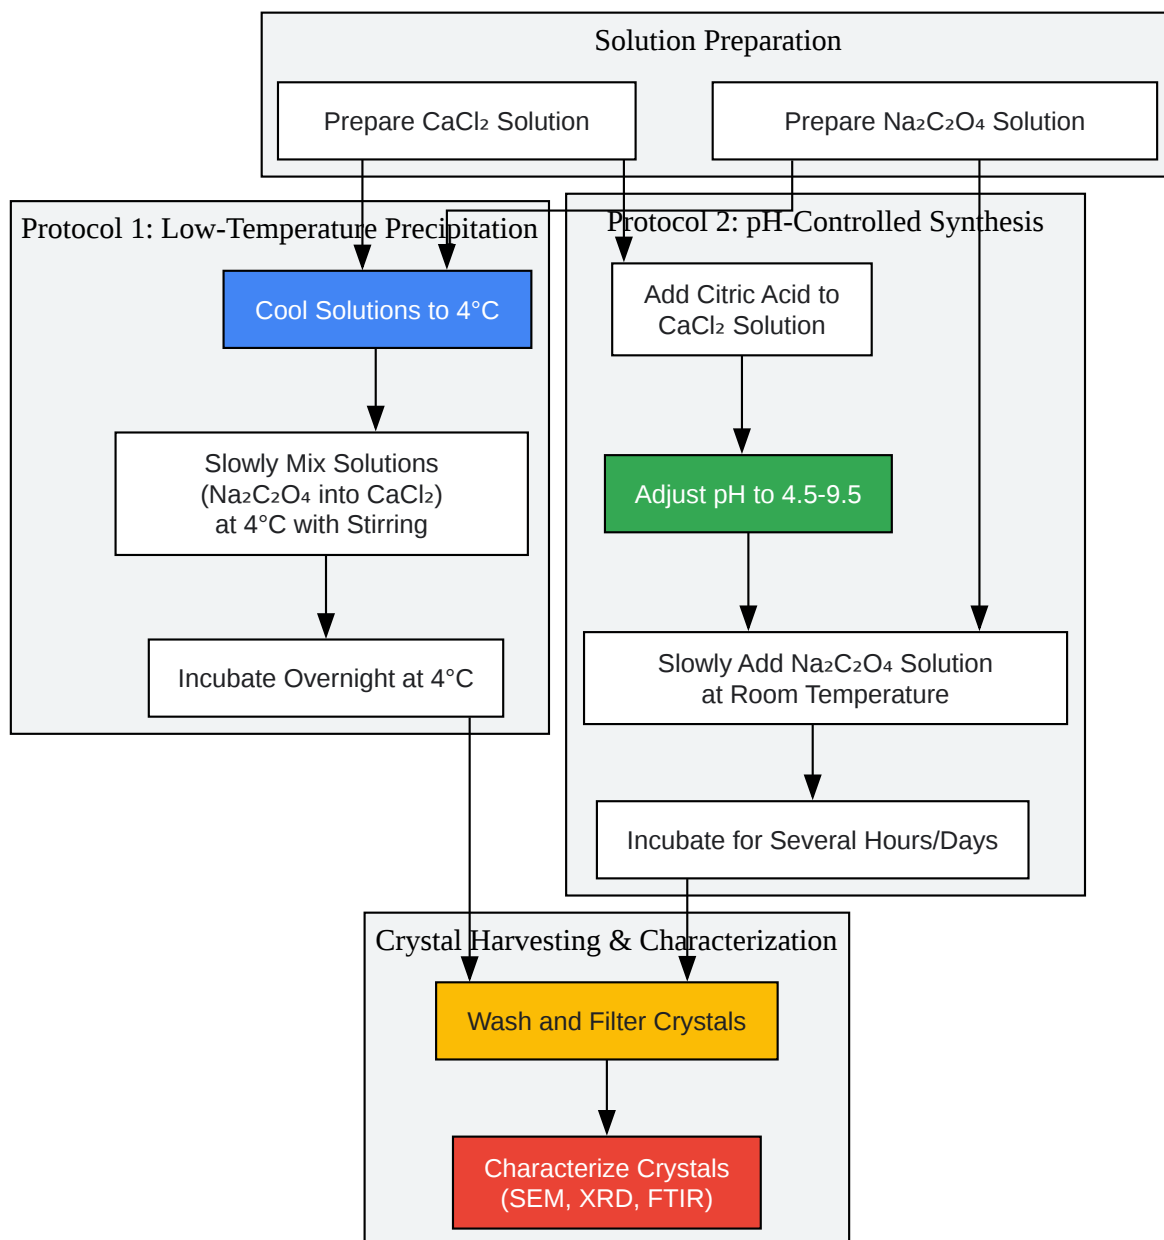 Solution Preparation
Prepare CaCl₂ Solution
Prepare Na₂C₂O₄ Solution
Protocol 1: Low-Temperature Precipitation
Cool Solutions to 4°C
Slowly Mix Solutions
(Na₂C₂O₄ into CaCl₂)
at 4°C with Stirring
Incubate Overnight at 4°C
Protocol 2: pH-Controlled Synthesis
Add Citric Acid to
CaCl₂ Solution
Adjust pH to 4.5-9.5
Slowly Add Na₂C₂O₄ Solution
at Room Temperature
Incubate for Several Hours/Days
Crystal Harvesting & Characterization
Wash and Filter Crystals
Characterize Crystals
(SEM, XRD, FTIR)